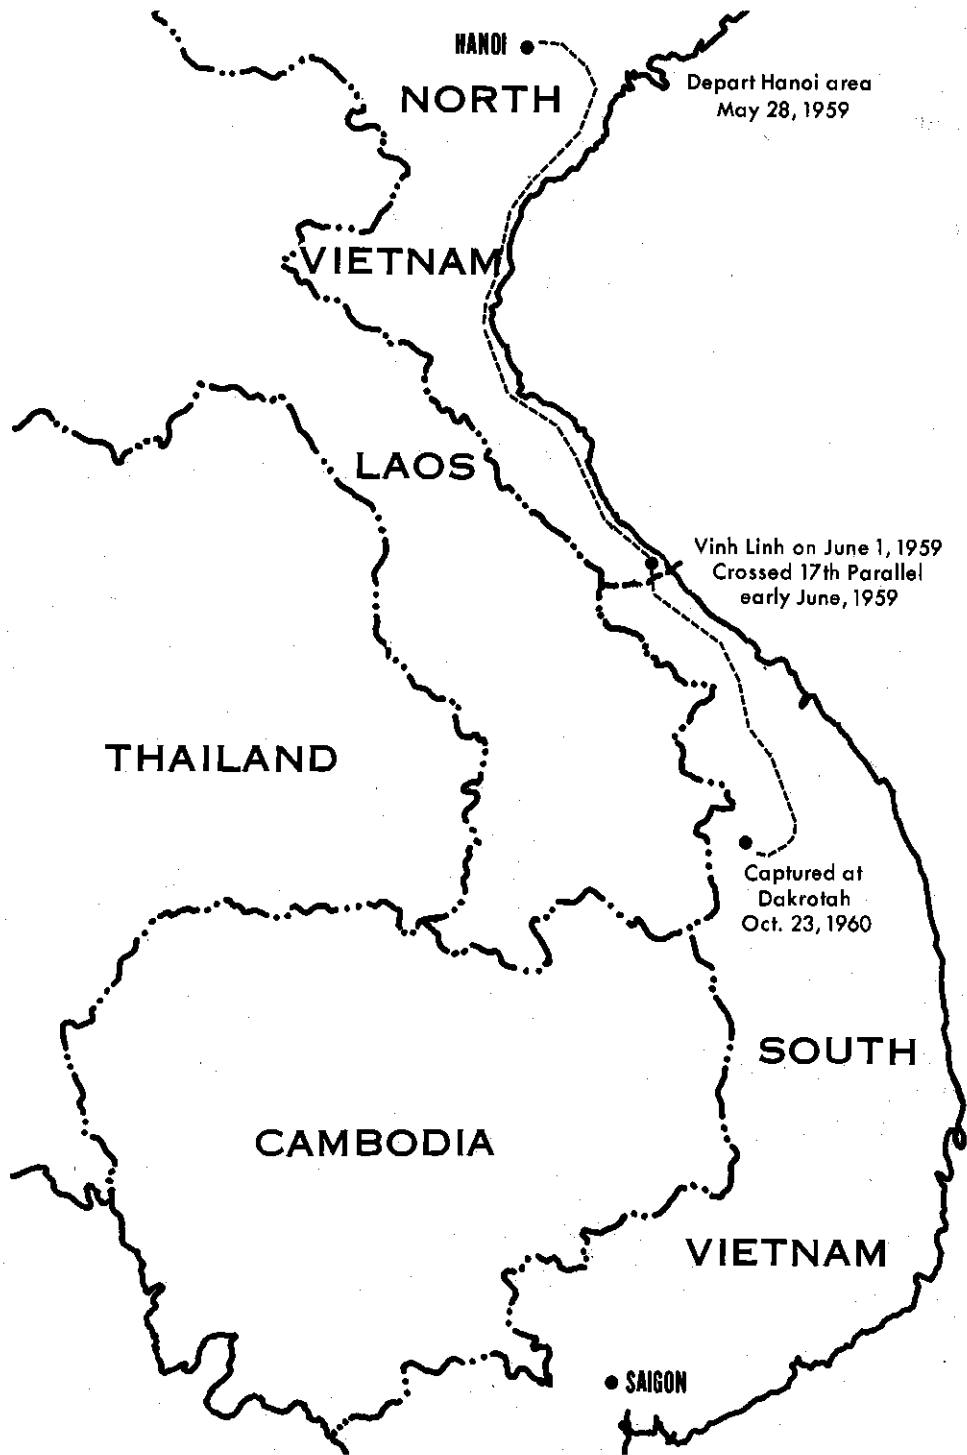 HANOI
NORTH
Depart Hanoi area
May 28, 1959
VIETNAM
LAOS
Vinh Linh on June 1, 1959
Crossed 17th Parallel
early June, 1959
THAILAND
Captured at
Dakrotah
Oct. 23, 1960
SOUTH
CAMBODIA
VIETNAM
SAIGON